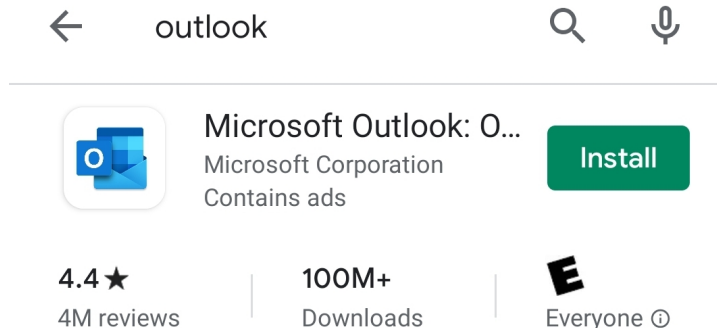 outlook
Microsoft Outlook: O...
Microsoft Corporation
Contains ads
Install
O
4.4★
4M reviews
100M+
Downloads
E
Everyone